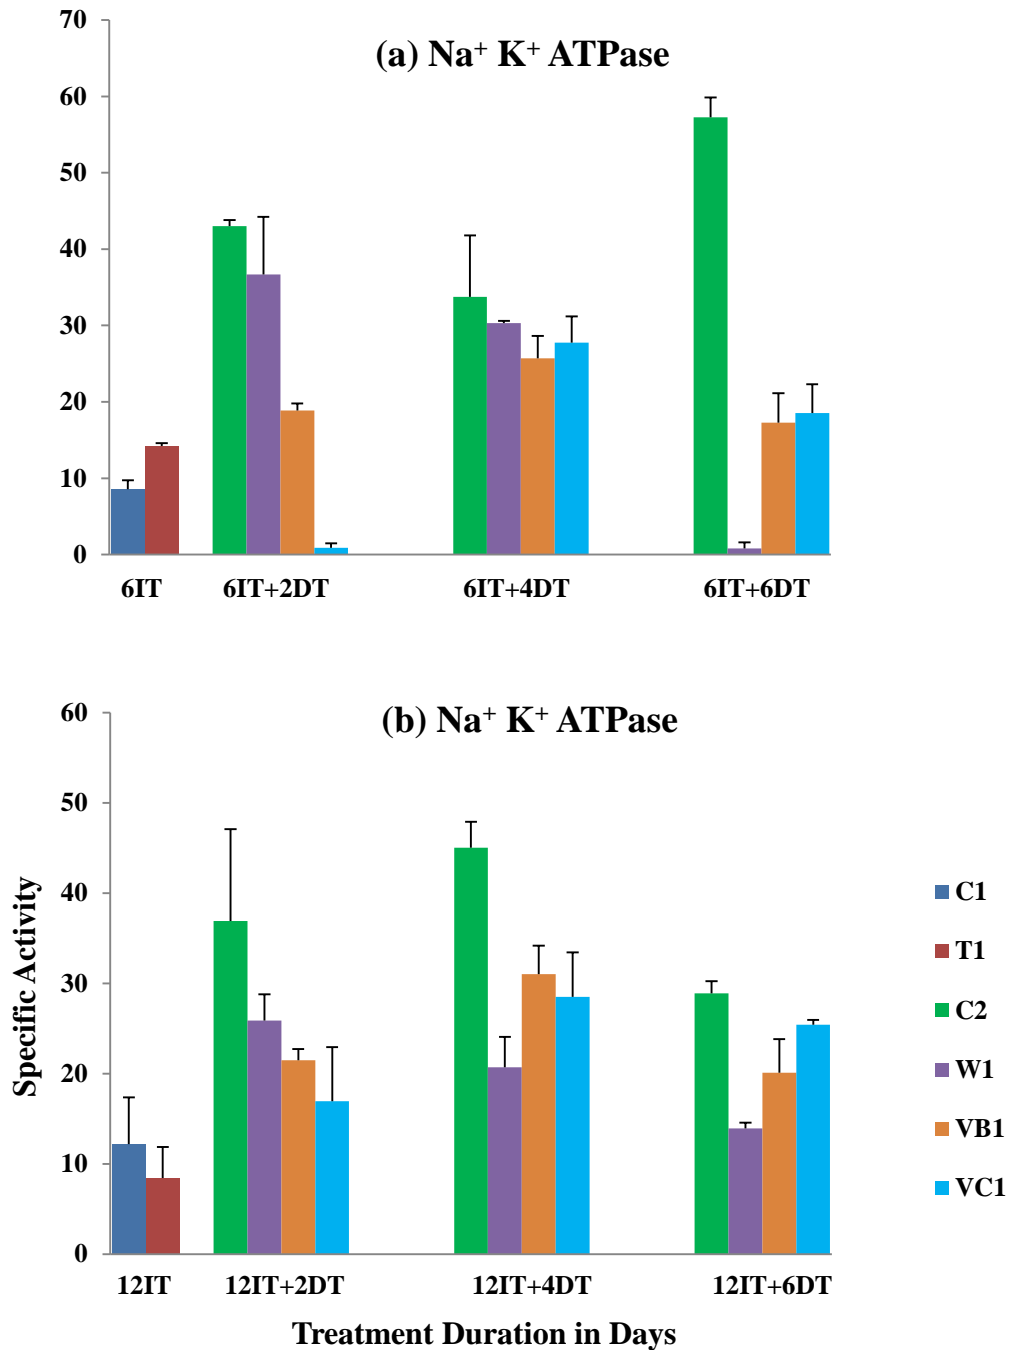 70
(a) Na⁺ K⁺ ATPase
60
50
40
30
20
10
0
6IT 6IT+2DT 6IT+4DT 6IT+6DT
60
(b) Na⁺ K⁺ ATPase
50
40
30
20
10
0
Specific Activity
12IT 12IT+2DT 12IT+4DT 12IT+6DT
Treatment Duration in Days
C1
T1
C2
W1
VB1
VC1